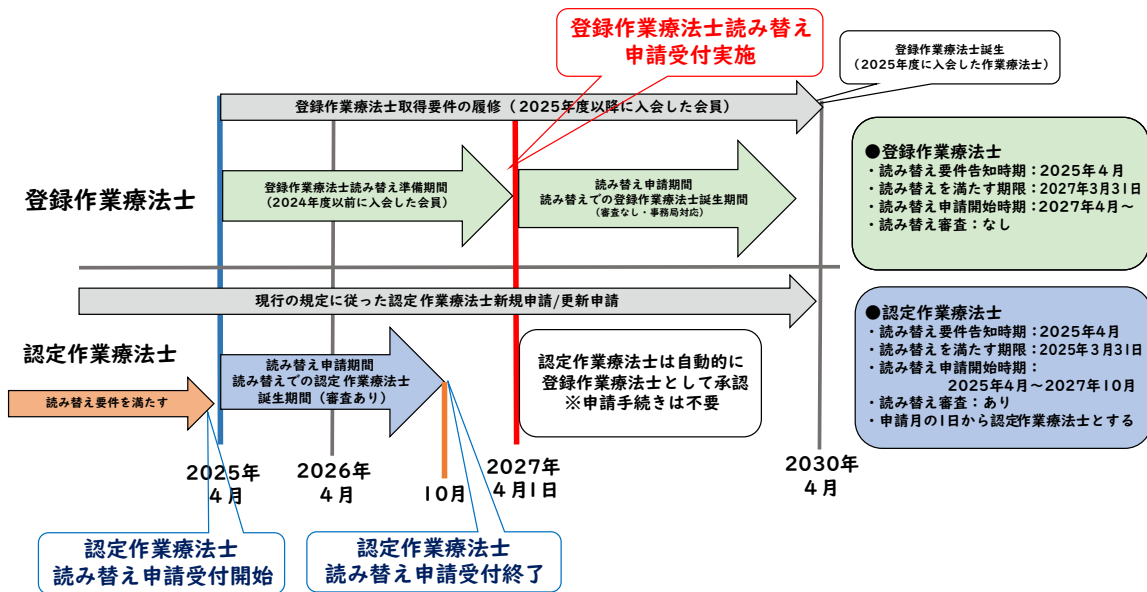 登録作業療法士読み替え
申請受付実施
登録作業療法士誕生
（2025年度に入会した作業療法士）
登録作業療法士取得要件の履修（2025年度以降に入会した会員）
登録作業療法士
登録作業療法士読み替え準備期間
（2024年度以前に入会した会員）
読み替え申請期間
読み替えでの登録作業療法士誕生期間
（審査なし・事務局対応）
●登録作業療法士
・読み替え要件告知時期：2025年４月
・読み替えを満たす期限：2027年3月31日
・読み替え申請開始時期：2027年4月～
・読み替え審査：なし
現行の規定に従った認定作業療法士新規申請/更新申請
認定作業療法士
読み替え要件を満たす
読み替え申請期間
読み替えでの認定作業療法士
誕生期間（審査あり）
認定作業療法士は自動的に
登録作業療法士として承認
※申請手続きは不要
●認定作業療法士
・読み替え要件告知時期：2025年4月
・読み替えを満たす期限：2025年3月31日
・読み替え申請開始時期：
2025年4月～2027年10月
・読み替え審査：あり
・申請月の1日から認定作業療法士とする
2025年
４月
2026年
４月
10月
2027年
４月1日
2030年
４月
認定作業療法士
読み替え申請受付開始
認定作業療法士
読み替え申請受付終了